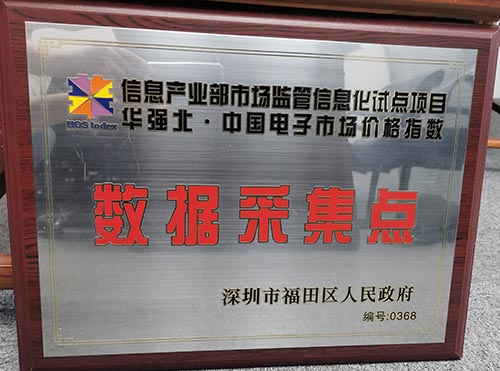 信息产业部市场监管信息化试点项目
华强北·中国电子市场价格指数
HQS Index
数据采集点
深圳市福田区人民政府
编号:0368